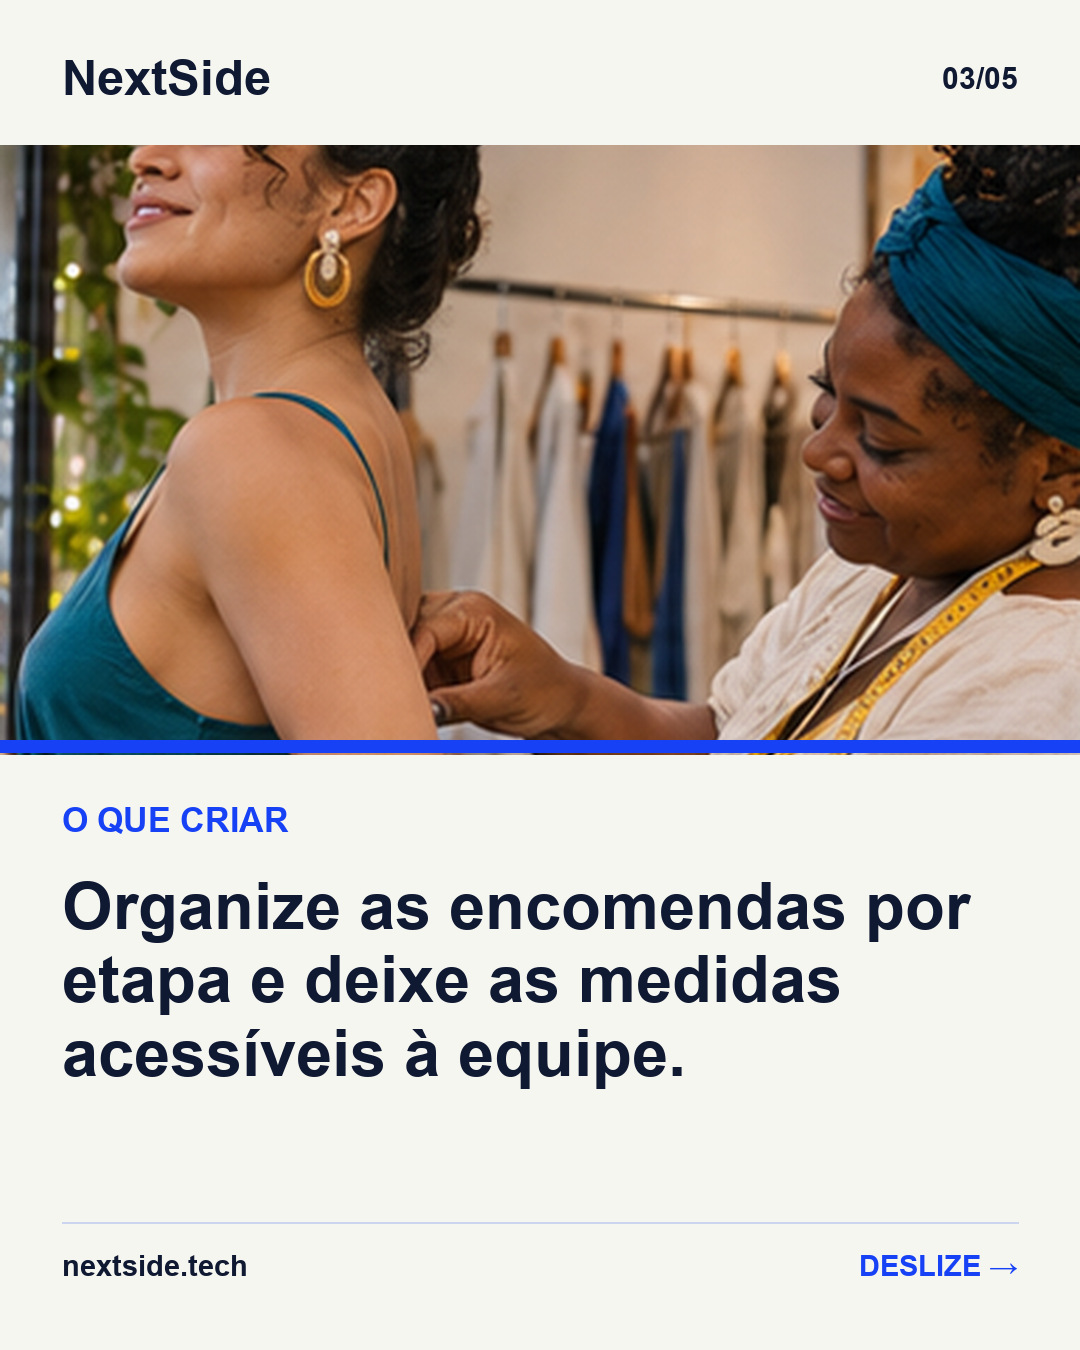 NextSide
03/05
O QUE CRIAR
Organize as encomendas por
etapa e deixe as medidas
acessíveis à equipe.
nextside.tech
DESLIZE →